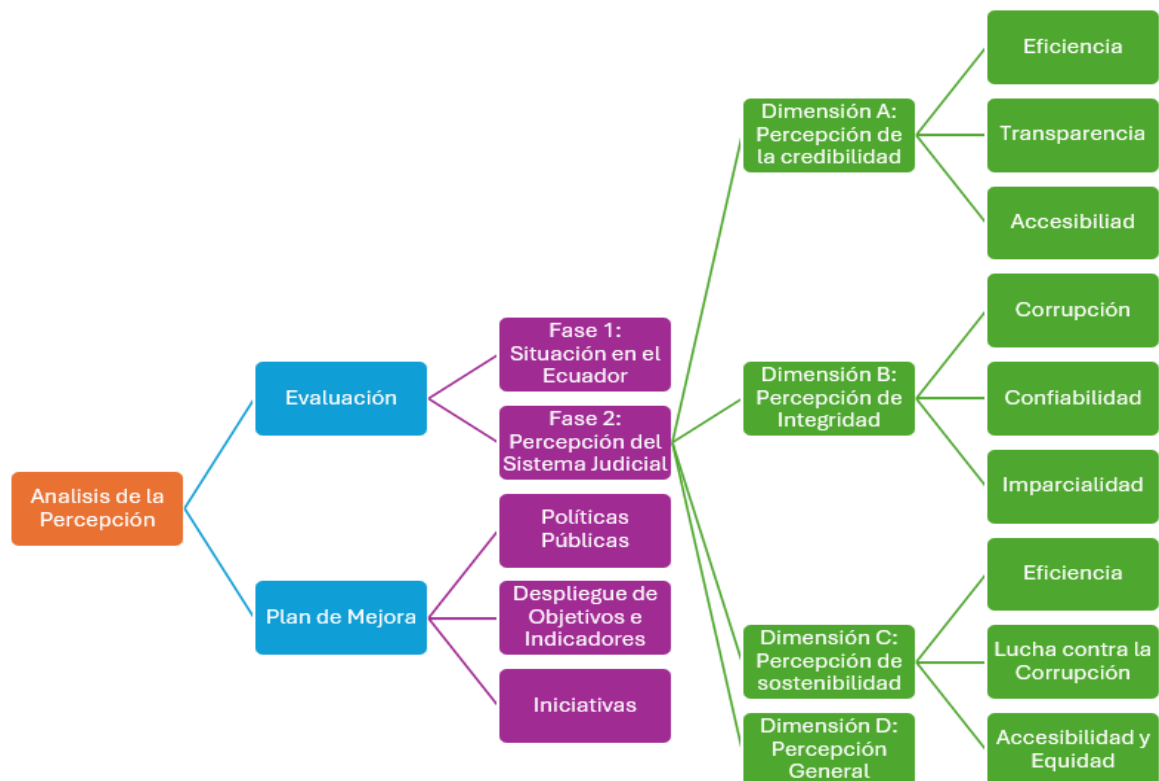 Analisis de la
Percepción
Evaluación
Plan de Mejora
Fase 1:
Situación en el
Ecuador
Fase 2:
Percepción del
Sistema Judicial
Políticas
Públicas
Despliegue de
Objetivos e
Indicadores
Iniciativas
Dimensión A:
Percepción de
la credibilidad
Eficiencia
Transparencia
Accesibiliad
Dimensión B:
Percepción de
Integridad
Corrupción
Confiabilidad
Imparcialidad
Dimensión C:
Percepción de
sostenibilidad
Eficiencia
Lucha contra la
Corrupción
Accesibilidad y
Equidad
Dimensión D:
Percepción
General